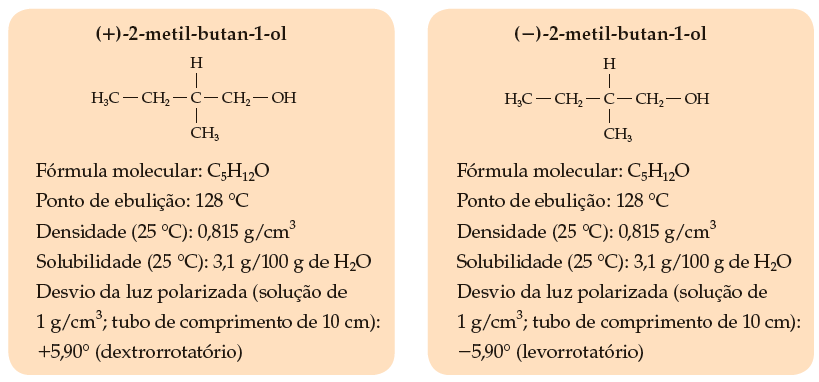 (+)-2-metil-butan-1-ol
H
H₃C — CH₂ — C — CH₂ — OH
CH₃
Fórmula molecular: C₅H₁₂O
Ponto de ebulição: 128 °C
Densidade (25 °C): 0,815 g/cm³
Solubilidade (25 °C): 3,1 g/100 g de H₂O
Desvio da luz polarizada (solução de
1 g/cm³; tubo de comprimento de 10 cm):
+5,90° (dextrorrotatório)
(−)-2-metil-butan-1-ol
H
H₃C — CH₂ — C — CH₂ — OH
CH₃
Fórmula molecular: C₅H₁₂O
Ponto de ebulição: 128 °C
Densidade (25 °C): 0,815 g/cm³
Solubilidade (25 °C): 3,1 g/100 g de H₂O
Desvio da luz polarizada (solução de
1 g/cm³; tubo de comprimento de 10 cm):
−5,90° (levorrotatório)